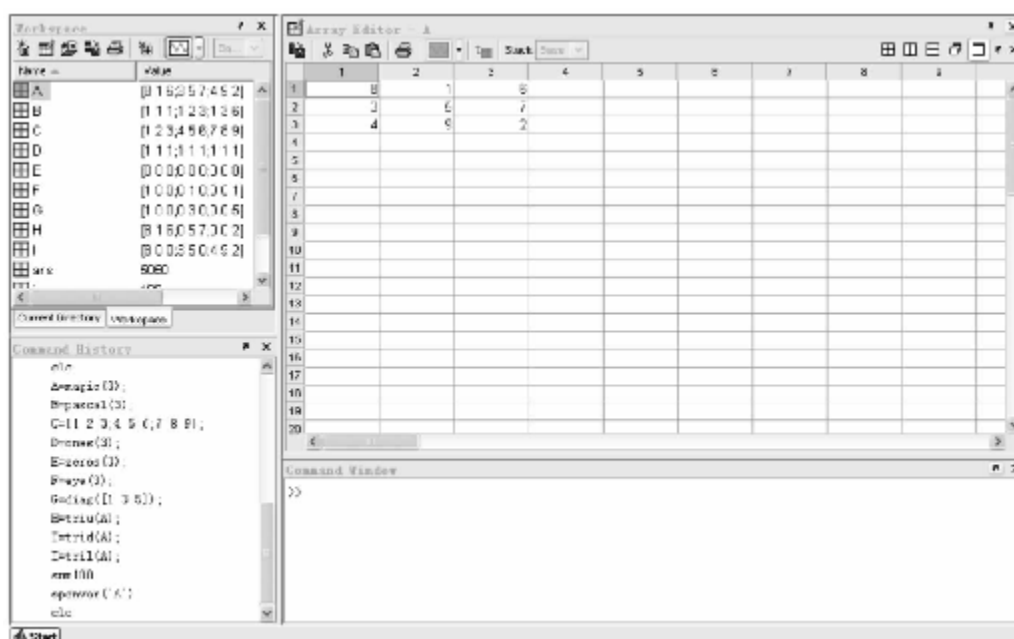 Workspace
Name Value
A [8 1 6;3 5 7;4 9 2]
B [1 1 1;1 2 3;1 3 6]
C [1 2 3;4 5 6;7 8 9]
D [1 1 1;1 1 1;1 1 1]
E [0 0 0;0 0 0;0 0 0]
F [1 0 0;0 1 0;0 0 1]
G [1 0 0;0 3 0;0 0 5]
H [8 1 6;0 5 7;0 0 2]
I [8 0 0;3 5 0;4 9 2]
ans 5050
Current Directory Workspace
Command History
clc
A=magic(3);
B=pascal(3);
C=[1 2 3;4 5 6;7 8 9];
D=ones(3);
E=zeros(3);
F=eye(3);
G=diag([1 3 5]);
H=triu(A);
I=trid(A);
I=tril(A);
openvar('A')
clc
Start
Array Editor - A
Stack: Base
1 2 3 4 5 6 7 8 9
1 8 1 6
2 3 5 7
3 4 9 2
4
5
6
7
8
9
10
11
12
13
14
15
16
17
18
19
20
Command Window
>>